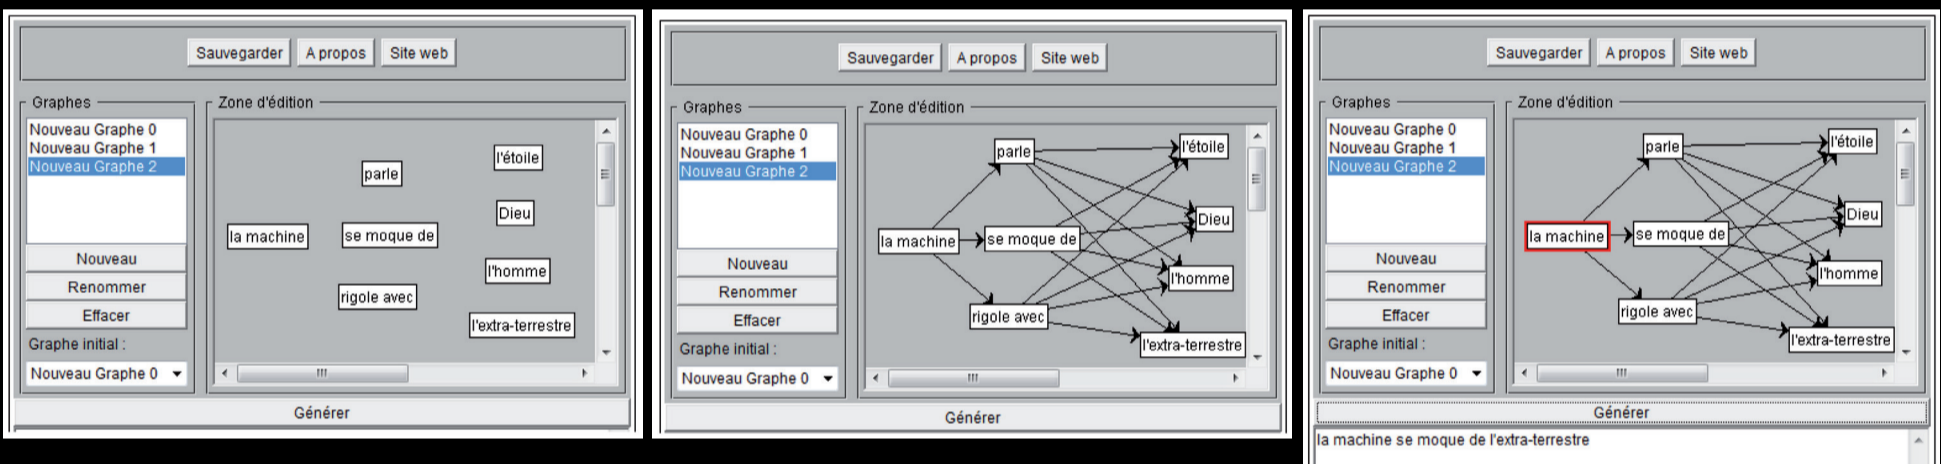 Sauvegarder A propos Site web
Graphes
Zone d'édition
Nouveau Graphe 0
Nouveau Graphe 1
Nouveau Graphe 2
Nouveau
Renommer
Effacer
Graphe initial :
Nouveau Graphe 0
la machine
parle
se moque de
rigole avec
l'étoile
Dieu
l'homme
l'extra-terrestre
Générer
Sauvegarder A propos Site web
Graphes
Zone d'édition
Nouveau Graphe 0
Nouveau Graphe 1
Nouveau Graphe 2
Nouveau
Renommer
Effacer
Graphe initial :
Nouveau Graphe 0
la machine
parle
se moque de
rigole avec
l'étoile
Dieu
l'homme
l'extra-terrestre
Générer
Sauvegarder A propos Site web
Graphes
Zone d'édition
Nouveau Graphe 0
Nouveau Graphe 1
Nouveau Graphe 2
Nouveau
Renommer
Effacer
Graphe initial :
Nouveau Graphe 0
la machine
parle
se moque de
rigole avec
l'étoile
Dieu
l'homme
l'extra-terrestre
Générer
la machine se moque de l'extra-terrestre